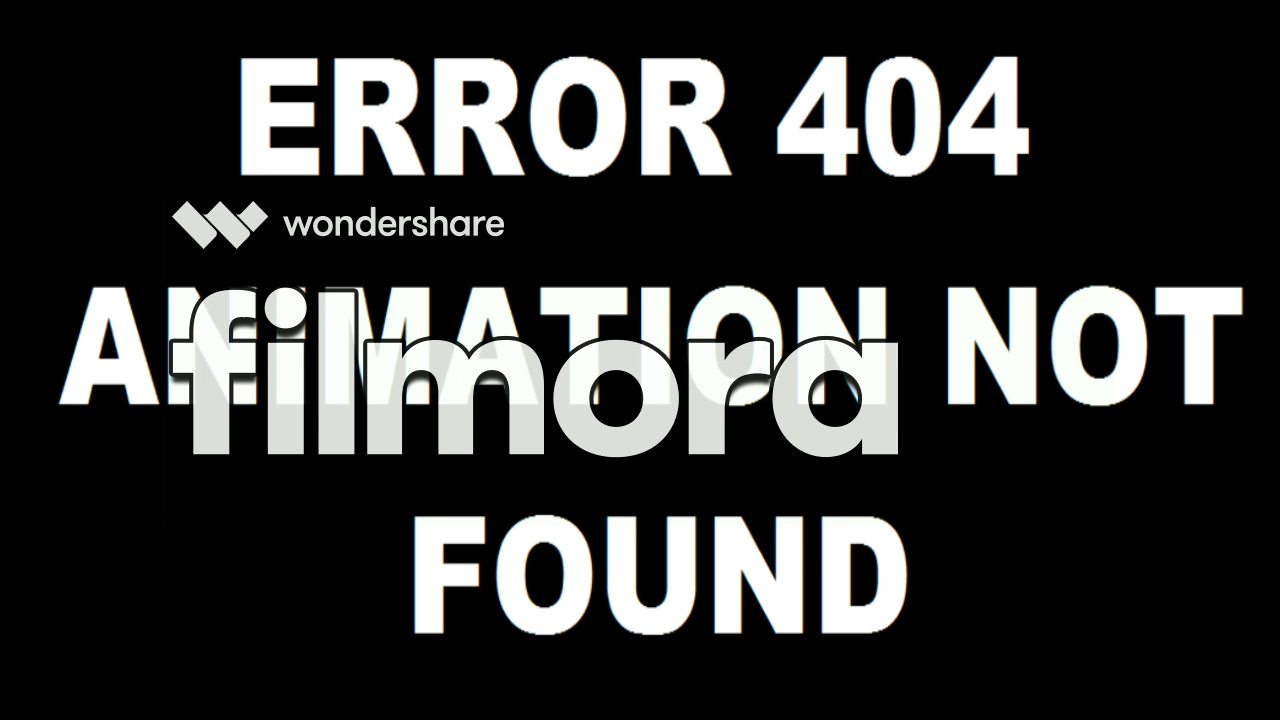 ERROR 404
wondershare
ANIMATION NOT
filmora
FOUND